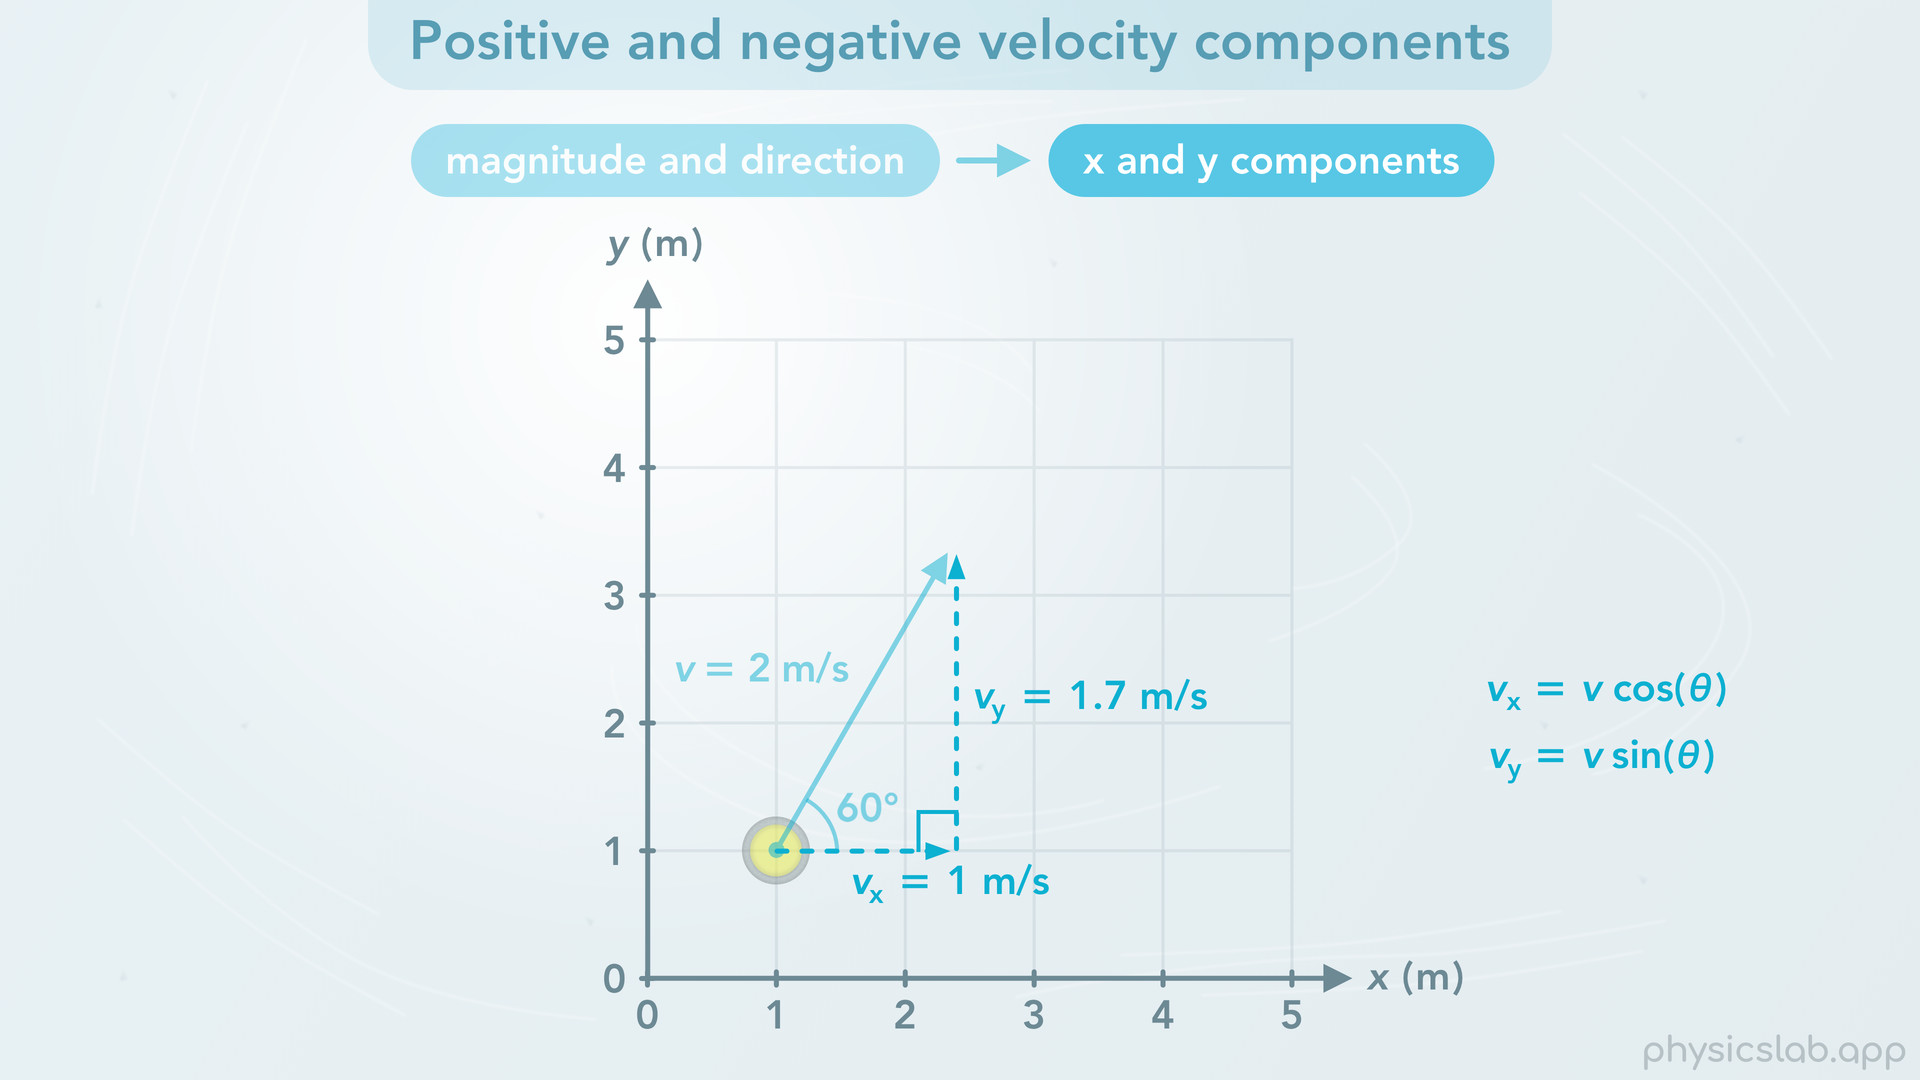 Positive and negative velocity components
magnitude and direction
x and y components
y (m)
5
4
3
2
1
0
v = 2 m/s
vy = 1.7 m/s
60°
vx = 1 m/s
vx = v cos(θ)
vy = v sin(θ)
x (m)
0 1 2 3 4 5
physicslab.app